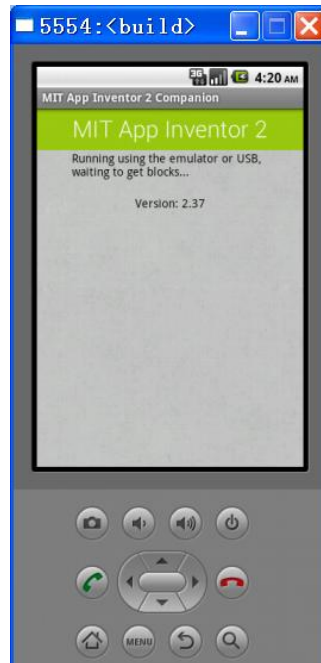 5554:<build>
3G
4:20 AM
MIT App Inventor 2 Companion
MIT App Inventor 2
Running using the emulator or USB,
waiting to get blocks...
Version: 2.37
MENU